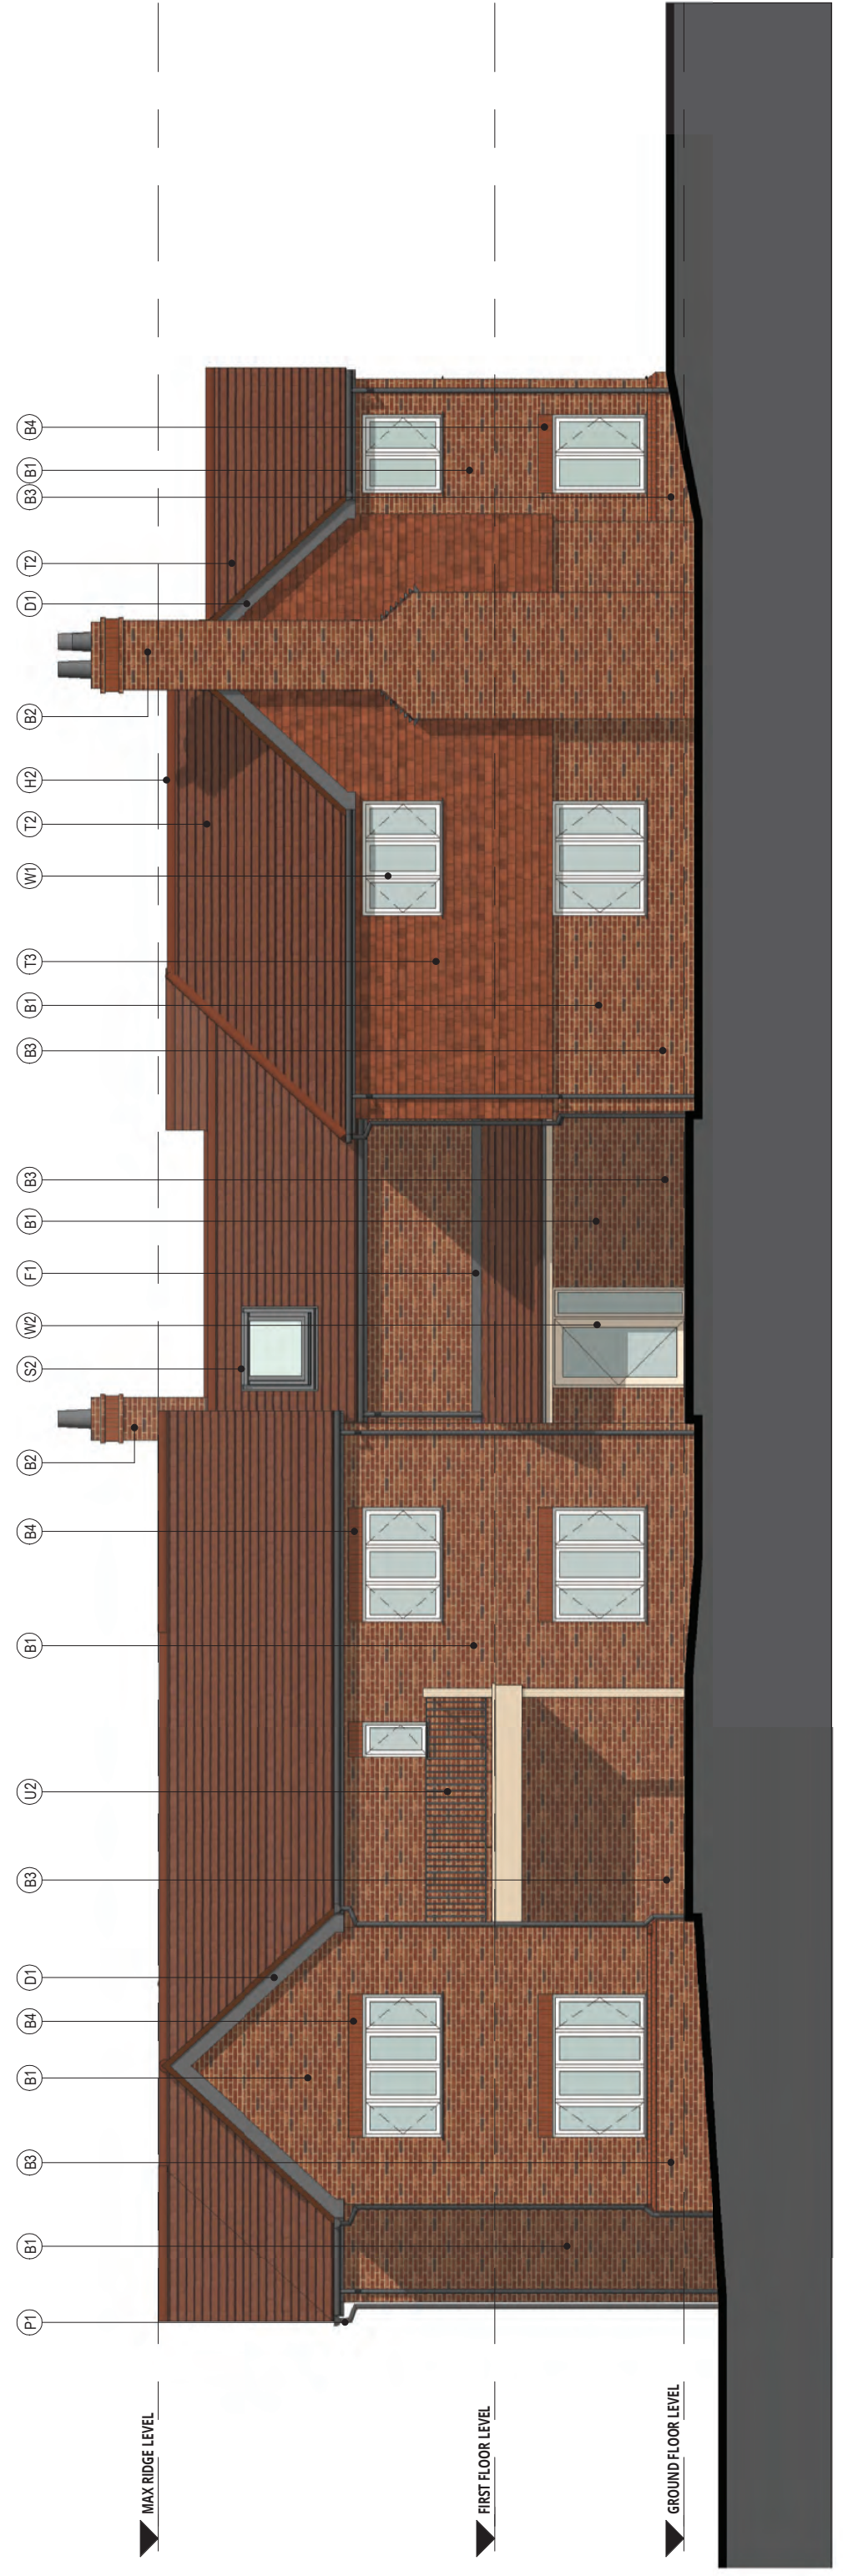 P1
B1
B3
B1
B4
D1
B3
U2
B1
B4
B2
S2
W2
F1
B1
B3
B3
B1
T3
W1
T2
H2
B2
D1
T2
B3
B1
B4
MAX RIDGE LEVEL
FIRST FLOOR LEVEL
GROUND FLOOR LEVEL